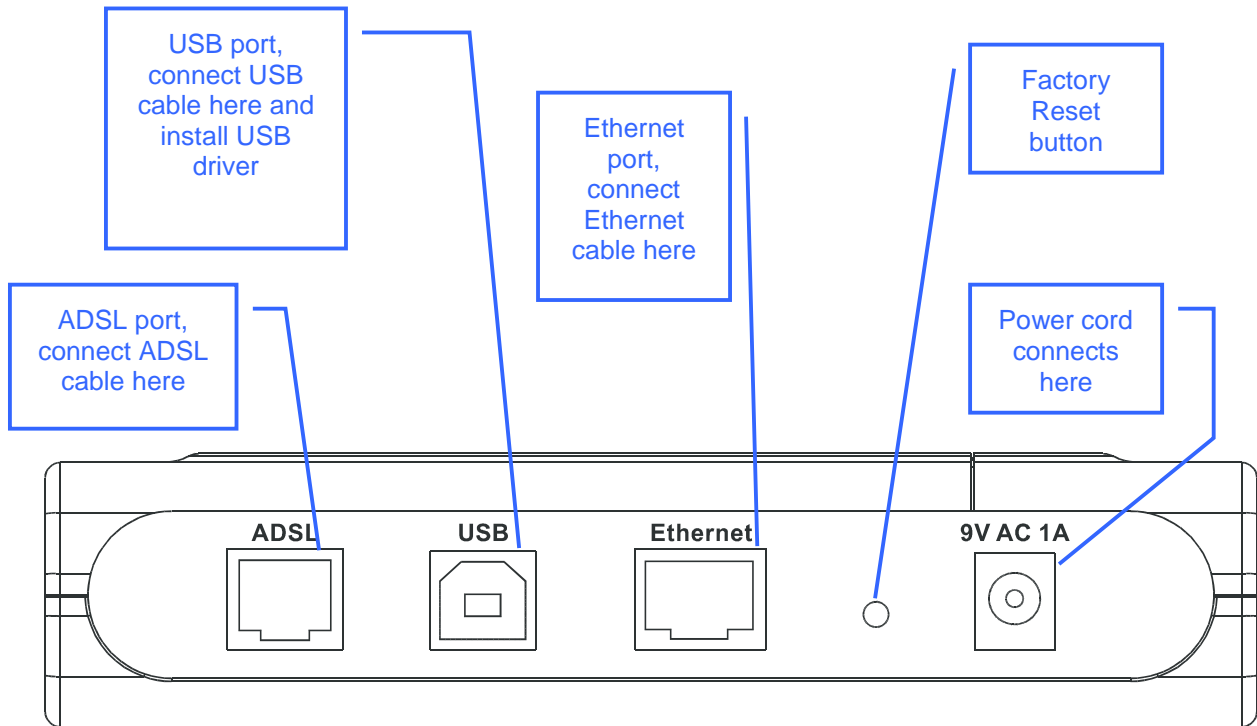 USB port,
connect USB
cable here and
install USB
driver
Ethernet
port,
connect
Ethernet
cable here
Factory
Reset
button
ADSL port,
connect ADSL
cable here
Power cord
connects
here
ADSL
USB
Ethernet
9V AC 1A